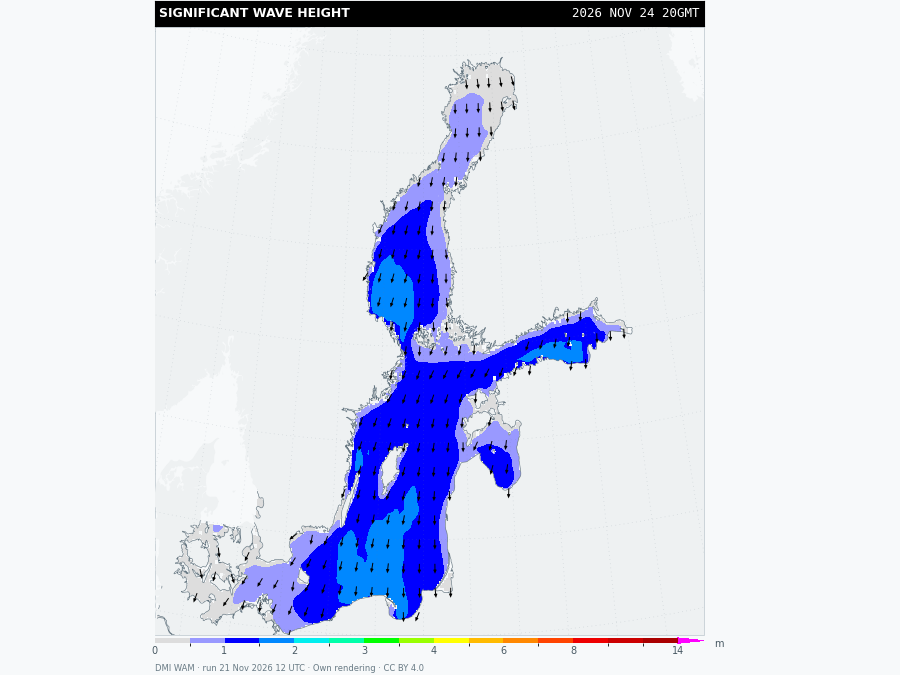 SIGNIFICANT WAVE HEIGHT 2026 NOV 24 20GMT
0 1 2 3 4 6 8 14 m
DMI WAM · run 21 Nov 2026 12 UTC · Own rendering · CC BY 4.0